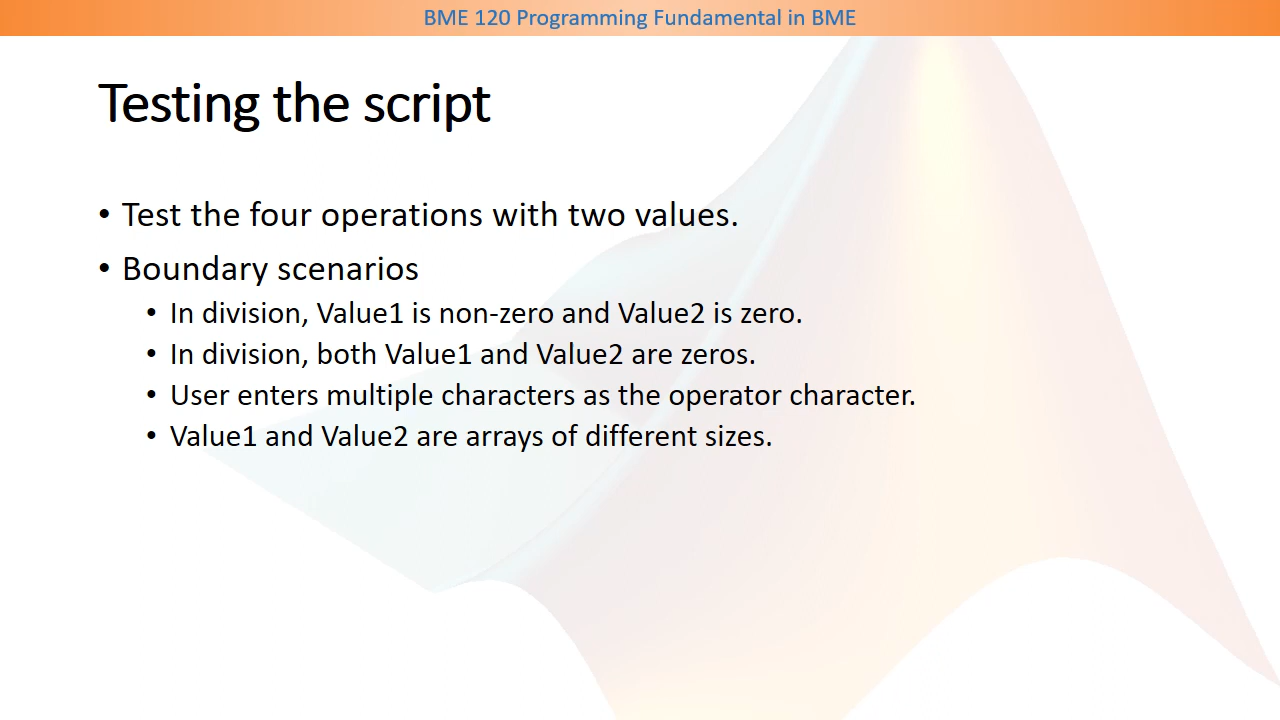 BME 120 Programming Fundamental in BME
Testing the script
• Test the four operations with two values.
• Boundary scenarios
• In division, Value1 is non-zero and Value2 is zero.
• In division, both Value1 and Value2 are zeros.
• User enters multiple characters as the operator character.
• Value1 and Value2 are arrays of different sizes.